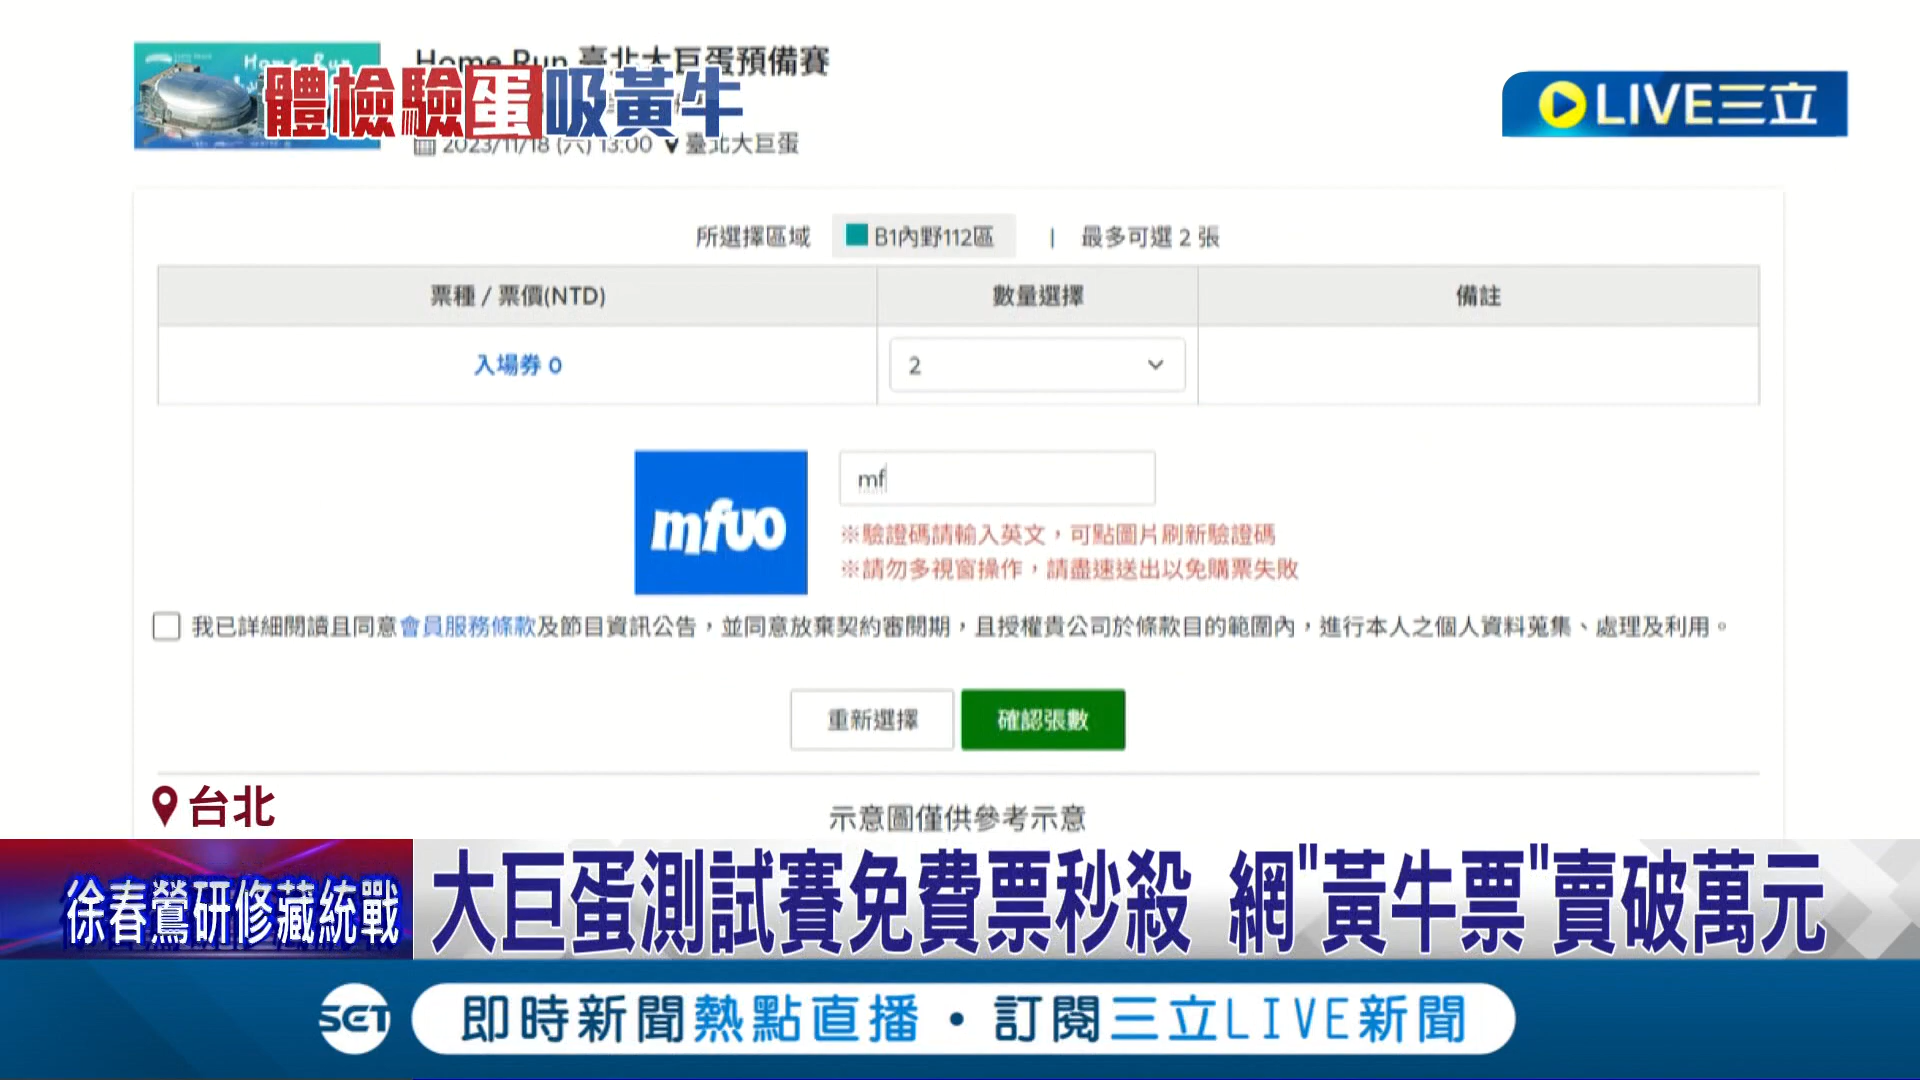 Home Run 臺北大巨蛋預備賽
體檢驗蛋吸黃牛
LIVE三立
2023/11/18 (六) 13:00 臺北大巨蛋
所選擇區域 B1內野112區 | 最多可選 2 張
票種 / 票價(NTD) 數量選擇 備註
入場券 0 2
mfuo mf
※驗證碼請輸入英文，可點圖片刷新驗證碼
※請勿多視窗操作，請盡速送出以免購票失敗
我已詳細閱讀且同意會員服務條款及節目資訊公告，並同意放棄契約審閱期，且授權貴公司於條款目的範圍內，進行本人之個人資料蒐集、處理及利用。
重新選擇 確認張數
台北
示意圖僅供參考示意
徐春鶯研修藏統戰
大巨蛋測試賽免費票秒殺 網"黃牛票"賣破萬元
SET 即時新聞熱點直播・訂閱三立LIVE新聞